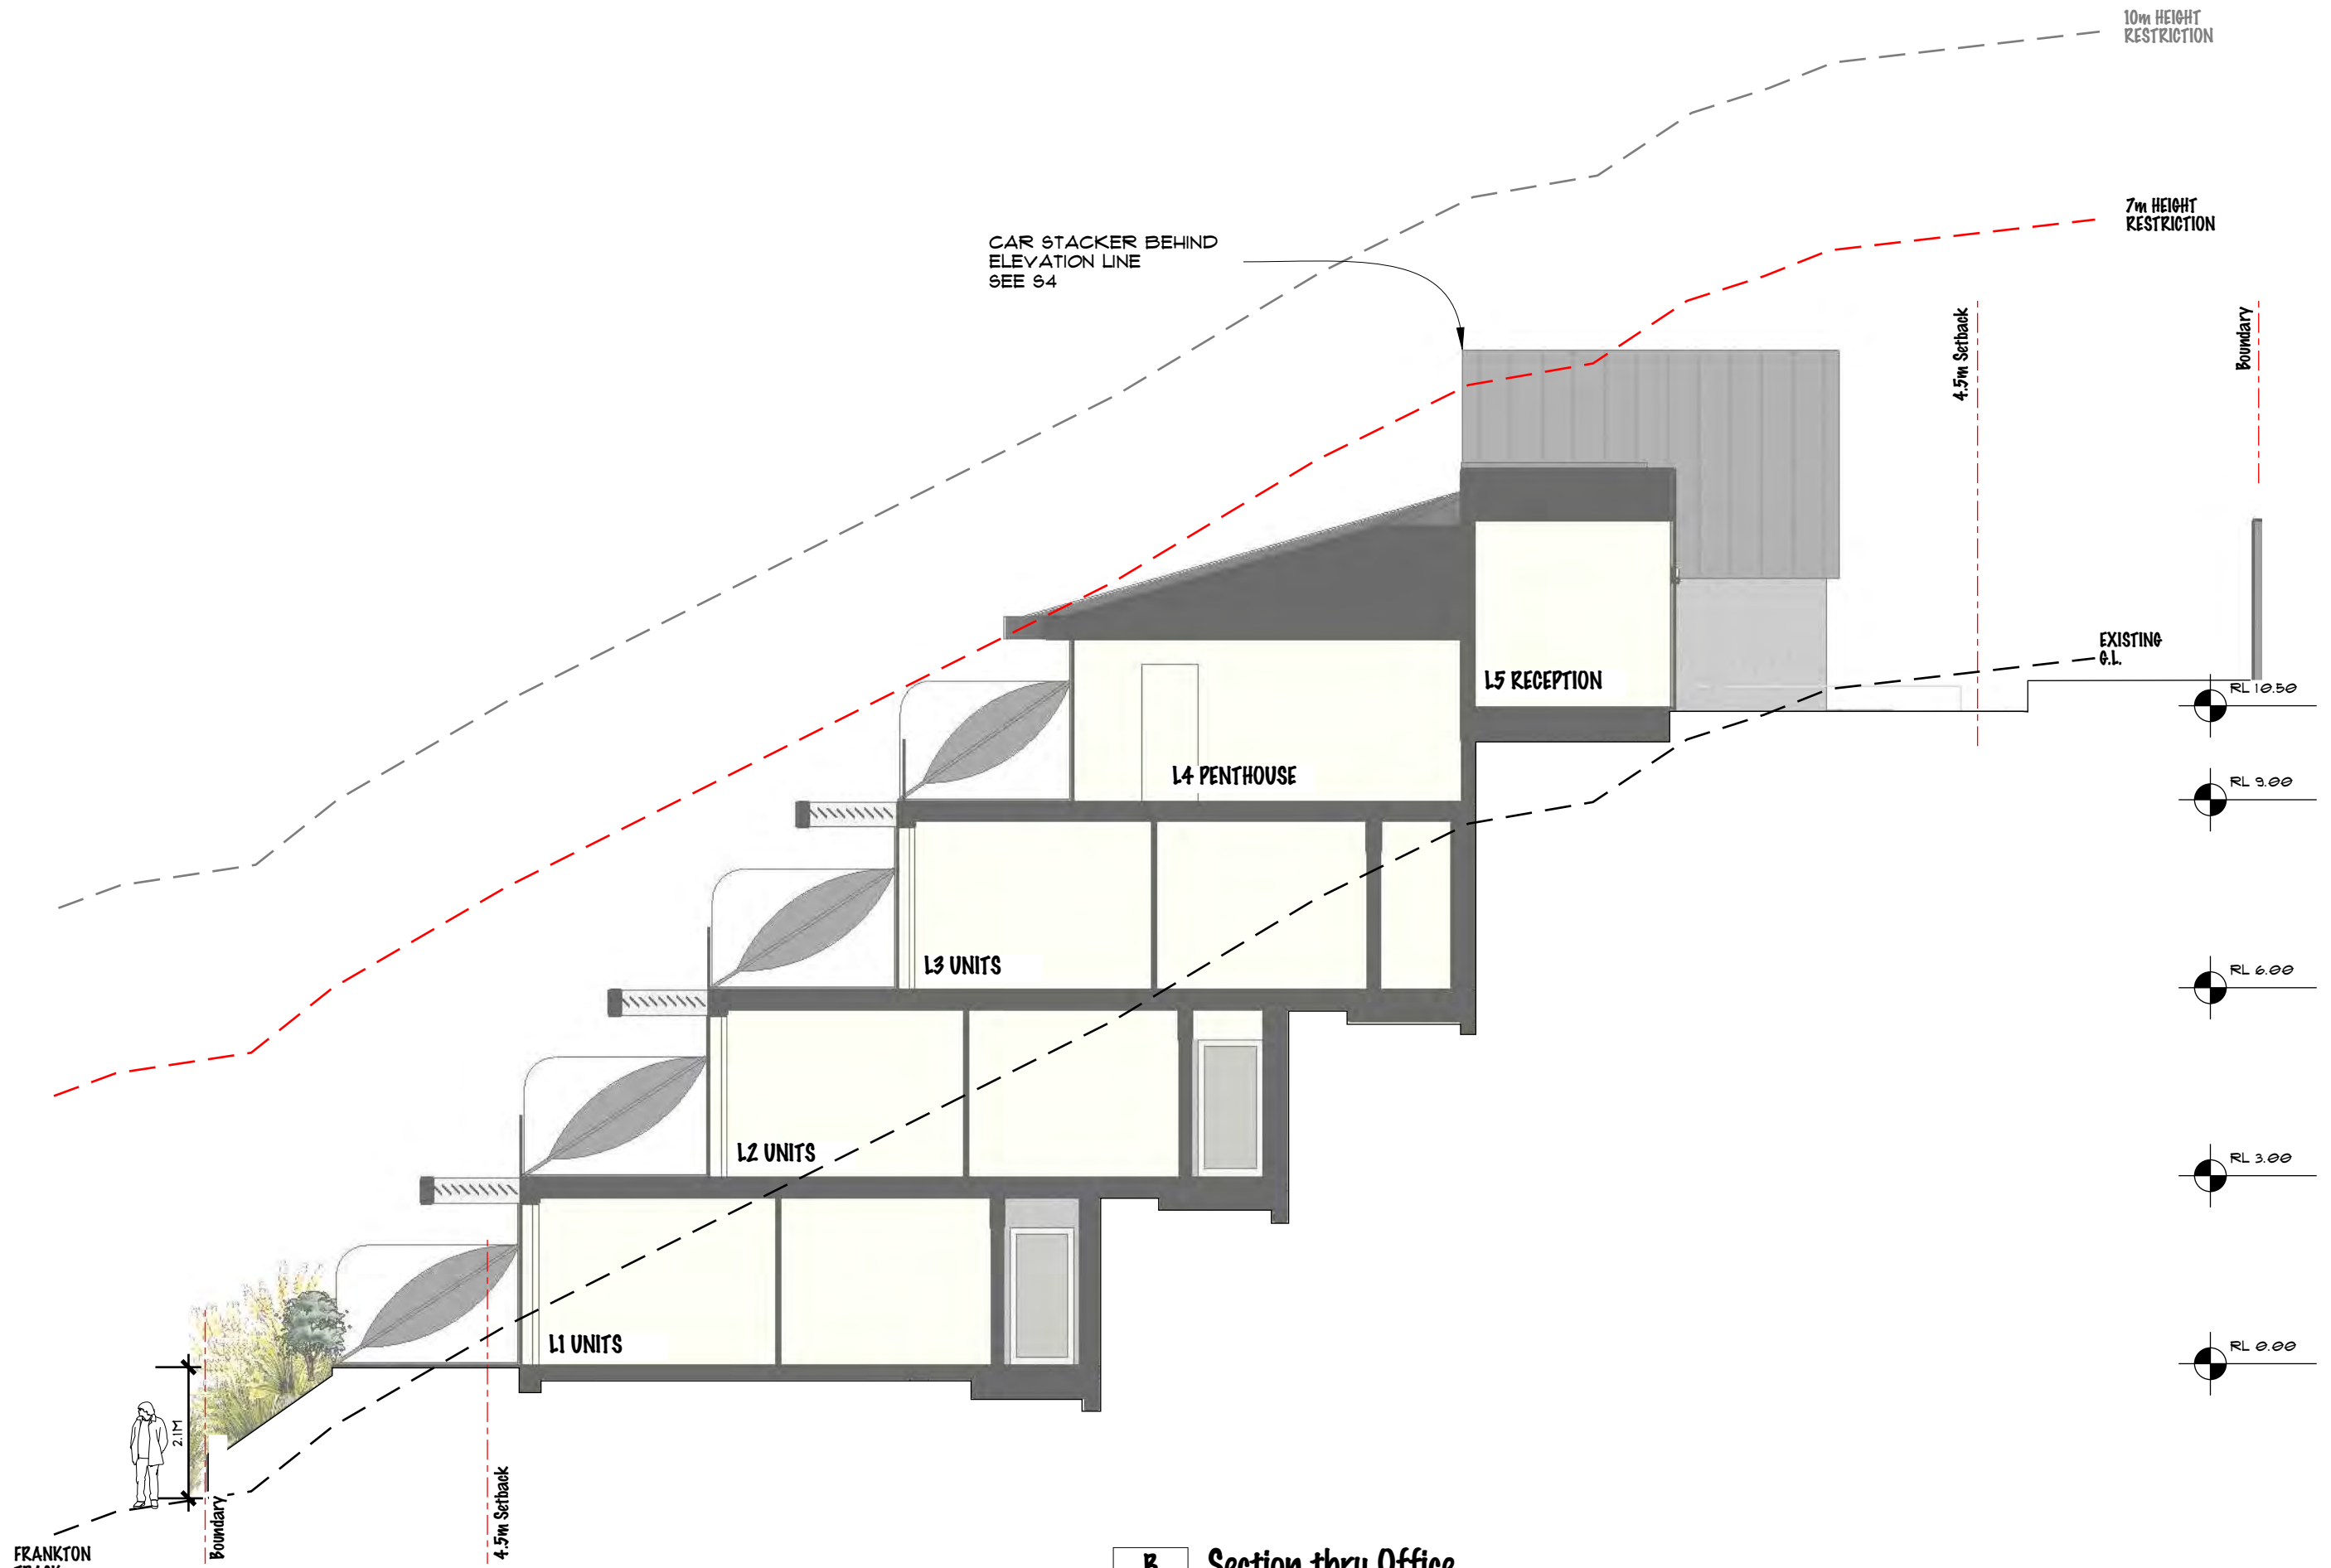 10m HEIGHT
RESTRICTION
7m HEIGHT
RESTRICTION
CAR STACKER BEHIND
ELEVATION LINE
SEE S4
4.5m Setback
Boundary
EXISTING
G.L.
L5 RECEPTION
RL 10.50
L4 PENTHOUSE
RL 9.00
L3 UNITS
RL 6.00
L2 UNITS
RL 3.00
L1 UNITS
RL 0.00
2.1M
Boundary
4.5m Setback
FRANKTON
TRACK
B
Section thru Office